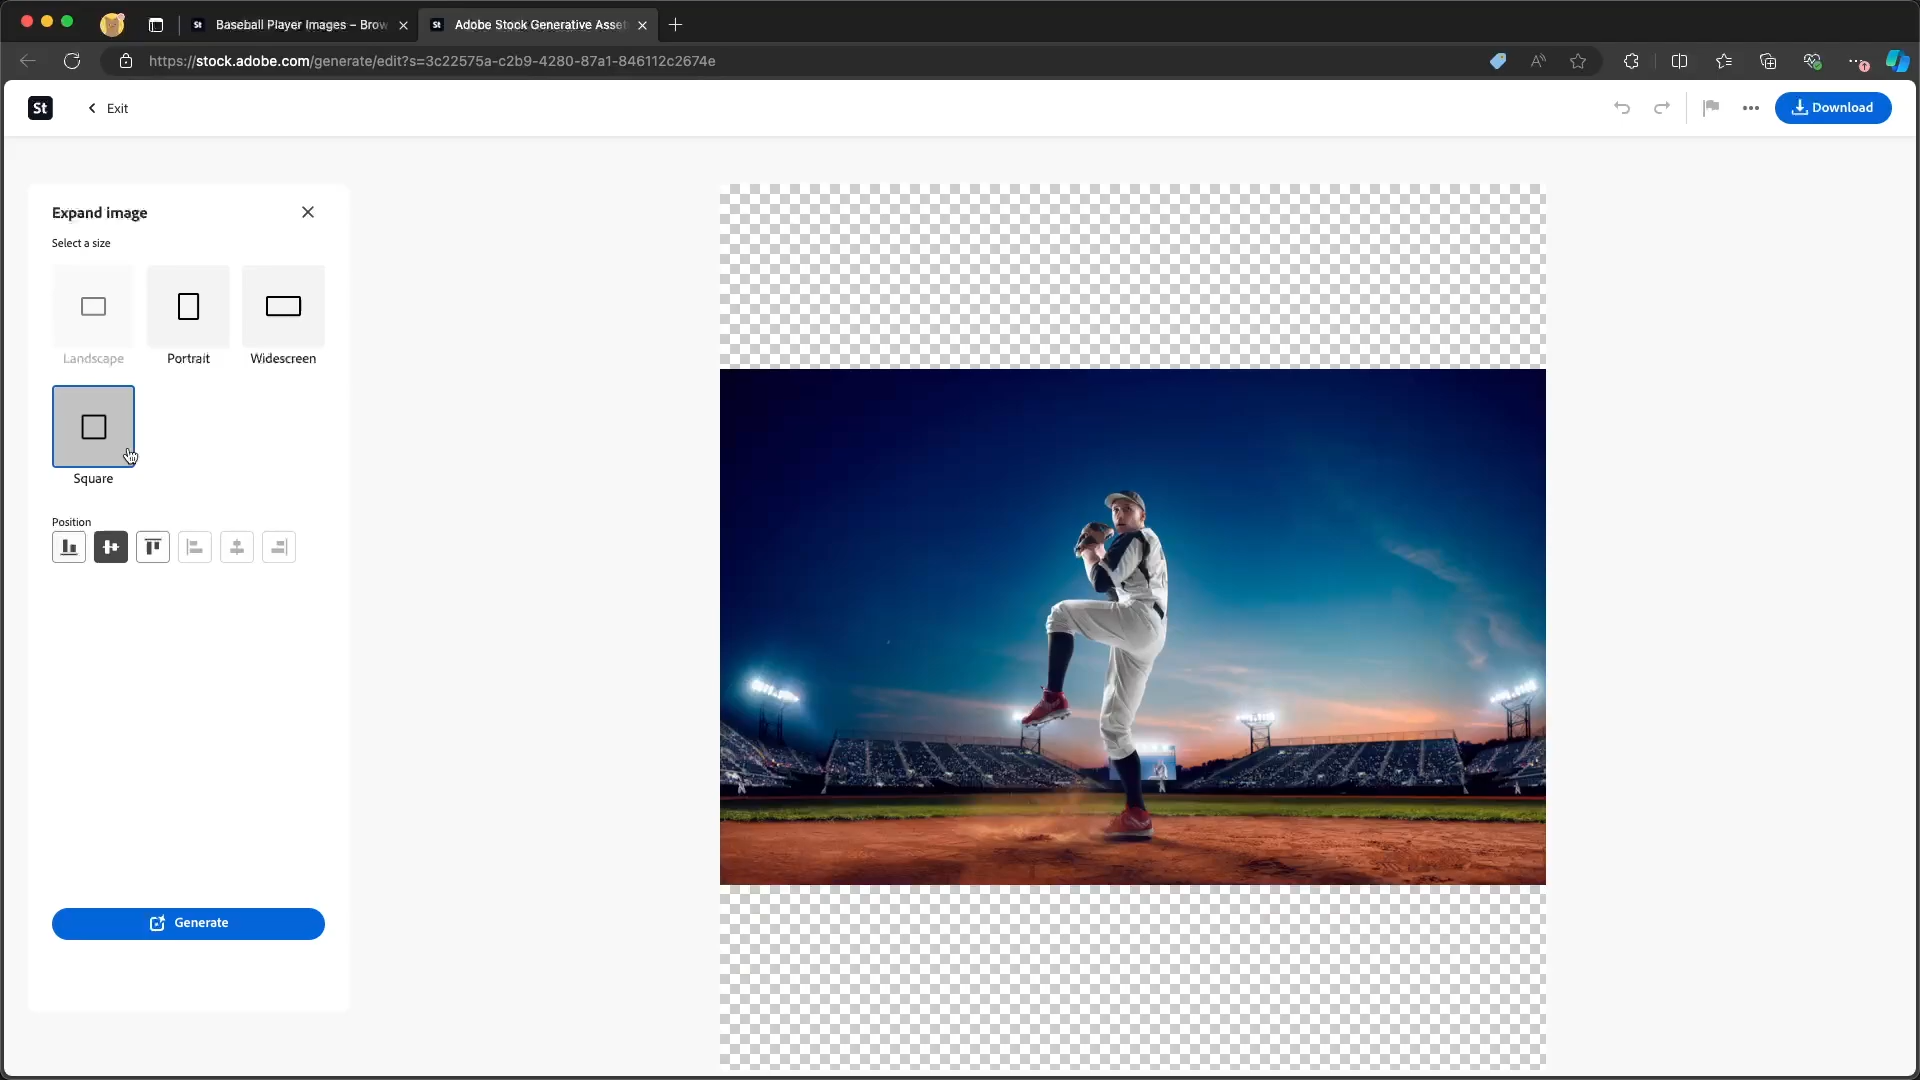 Baseball Player Images – Brow
Adobe Stock Generative Asse
https://stock.adobe.com/generate/edit?s=3c22575a-c2b9-4280-87a1-846112c2674e
St
Exit
Download
Expand image
Select a size
Landscape
Portrait
Widescreen
Square
Position
Generate